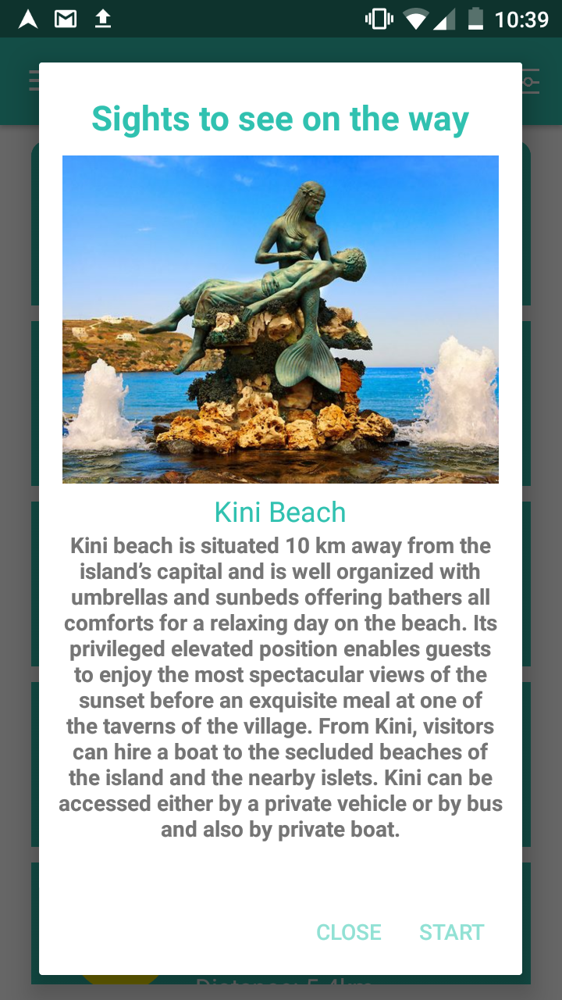 10:39
Sights to see on the way
Kini Beach
Kini beach is situated 10 km away from the
island’s capital and is well organized with
umbrellas and sunbeds offering bathers all
comforts for a relaxing day on the beach. Its
privileged elevated position enables guests
to enjoy the most spectacular views of the
sunset before an exquisite meal at one of
the taverns of the village. From Kini, visitors
can hire a boat to the secluded beaches of
the island and the nearby islets. Kini can be
accessed either by a private vehicle or by bus
and also by private boat.
CLOSE START
Distance: 5.4km